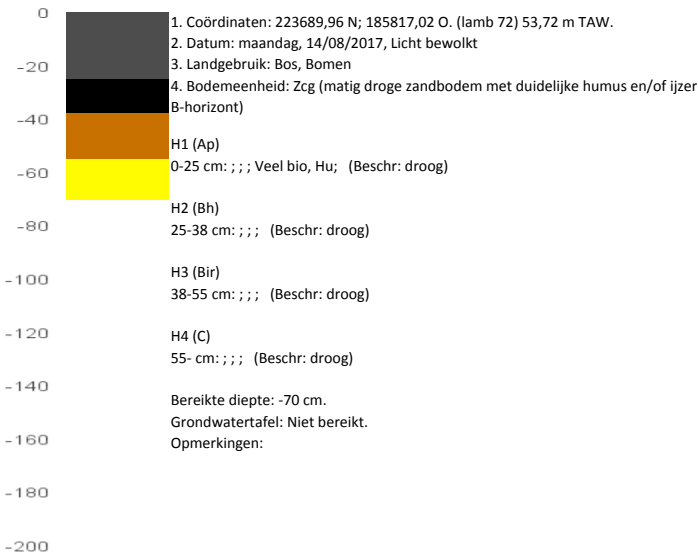 0
-20
-40
-60
-80
-100
-120
-140
-160
-180
-200
1. Coördinaten: 223689,96 N; 185817,02 O. (lamb 72) 53,72 m TAW.
2. Datum: maandag, 14/08/2017, Licht bewolkt
3. Landgebruik: Bos, Bomen
4. Bodemeenheid: Zcg (matig droge zandbodem met duidelijke humus en/of ijzer
B-horizont)
H1 (Ap)
0-25 cm: ; ; ; Veel bio, Hu;   (Beschr: droog)
H2 (Bh)
25-38 cm: ; ; ;   (Beschr: droog)
H3 (Bir)
38-55 cm: ; ; ;   (Beschr: droog)
H4 (C)
55- cm: ; ; ;   (Beschr: droog)
Bereikte diepte: -70 cm.
Grondwatertafel: Niet bereikt.
Opmerkingen: